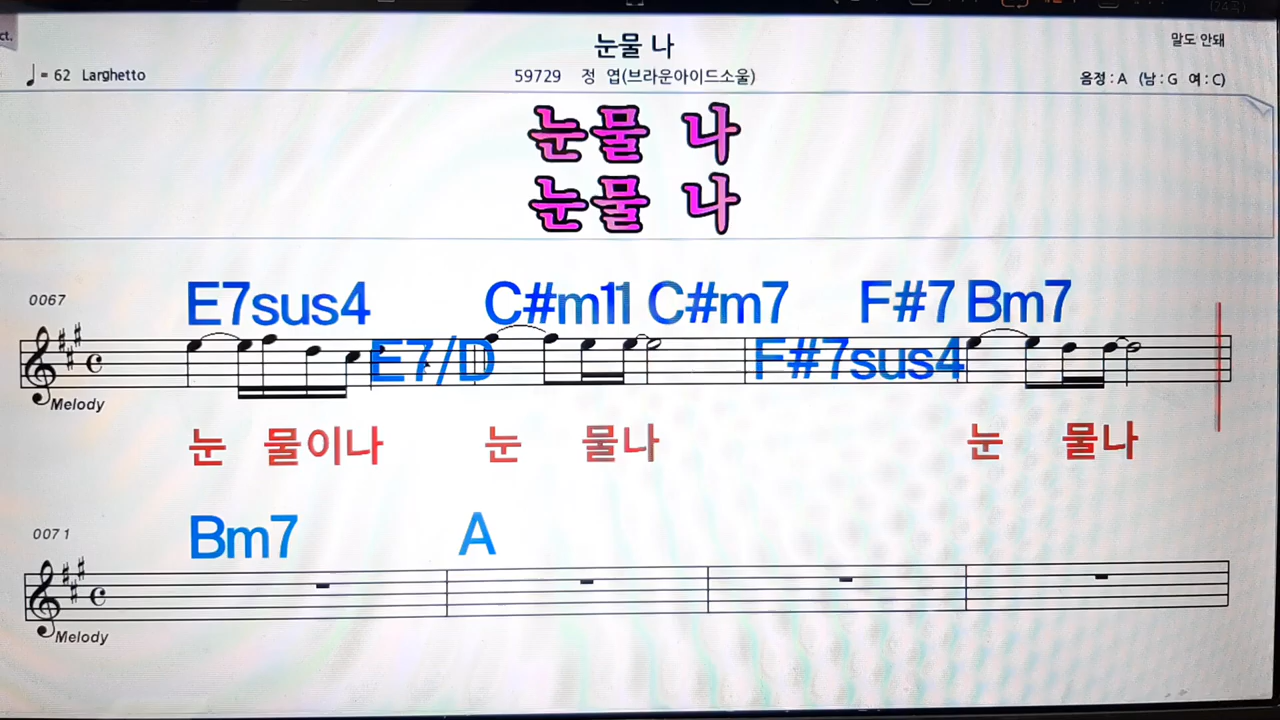 ct.
눈물 나
말도 안돼
= 62 Larghetto
59729 정 엽(브라운아이드소울)
음정 : A (남 : G 여 : C)
눈물 나
눈물 나
0067
E7sus4 C#m11 C#m7 F#7 Bm7
E7/D F#7sus4
Melody
눈 물이나 눈 물나 눈 물나
0071
Bm7 A
Melody